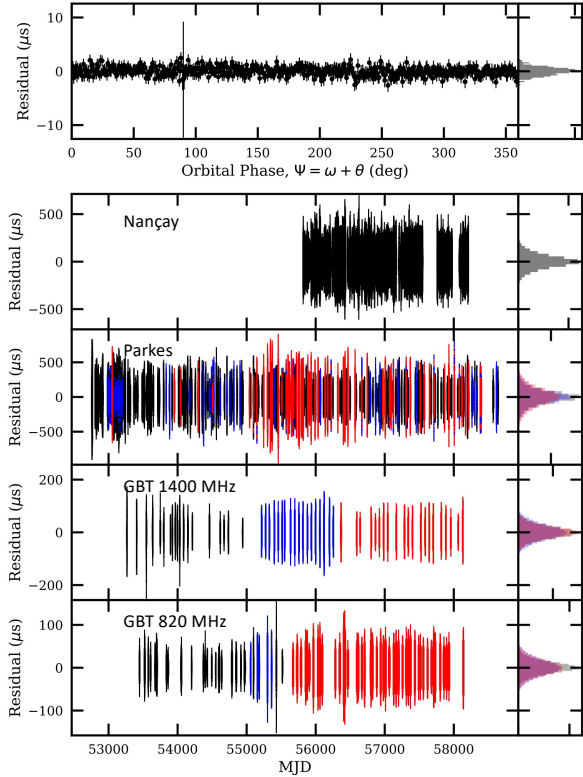 10
0
−10
Residual (μs)
0 50 100 150 200 250 300 350
Orbital Phase, Ψ = ω + θ (deg)
Nançay
500
0
−500
Residual (μs)
Parkes
500
0
−500
Residual (μs)
GBT 1400 MHz
200
0
−200
Residual (μs)
GBT 820 MHz
100
0
−100
Residual (μs)
53000 54000 55000 56000 57000 58000
MJD